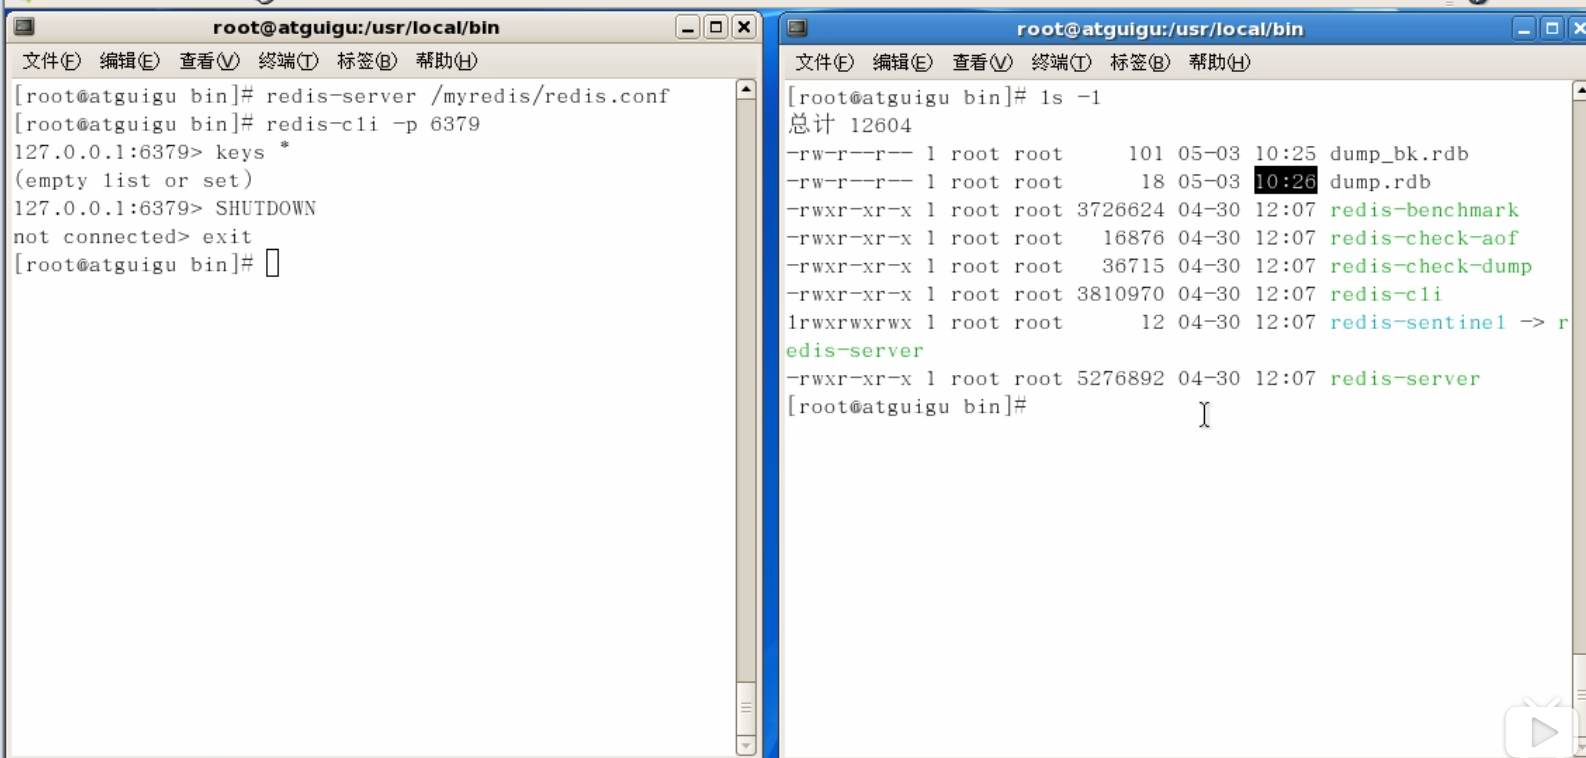 root@atguigu:/usr/local/bin
文件(F) 编辑(E) 查看(V) 终端(T) 标签(B) 帮助(H)
[root@atguigu bin]# redis-server /myredis/redis.conf
[root@atguigu bin]# redis-cli -p 6379
127.0.0.1:6379> keys *
(empty list or set)
127.0.0.1:6379> SHUTDOWN
not connected> exit
[root@atguigu bin]#
root@atguigu:/usr/local/bin
文件(F) 编辑(E) 查看(V) 终端(T) 标签(B) 帮助(H)
[root@atguigu bin]# ls -l
总计 12604
-rw-r--r-- 1 root root 101 05-03 10:25 dump_bk.rdb
-rw-r--r-- 1 root root 18 05-03 10:26 dump.rdb
-rwxr-xr-x 1 root root 3726624 04-30 12:07 redis-benchmark
-rwxr-xr-x 1 root root 16876 04-30 12:07 redis-check-aof
-rwxr-xr-x 1 root root 36715 04-30 12:07 redis-check-dump
-rwxr-xr-x 1 root root 3810970 04-30 12:07 redis-cli
lrwxrwxrwx 1 root root 12 04-30 12:07 redis-sentinel -> r
edis-server
-rwxr-xr-x 1 root root 5276892 04-30 12:07 redis-server
[root@atguigu bin]#